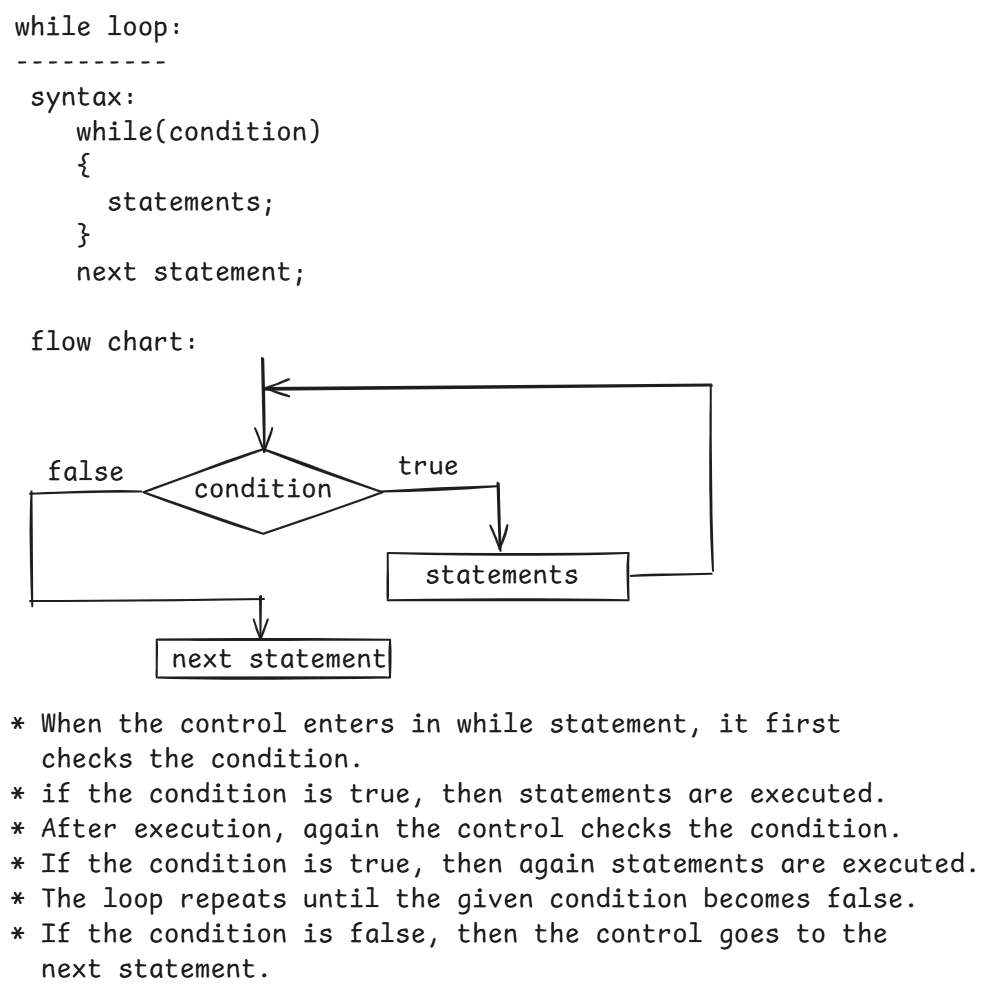 while loop:
----------
syntax:
while(condition)
{
statements;
}
next statement;
flow chart:
false
true
condition
statements
next statement
* When the control enters in while statement, it first
checks the condition.
* if the condition is true, then statements are executed.
* After execution, again the control checks the condition.
* If the condition is true, then again statements are executed.
* The loop repeats until the given condition becomes false.
* If the condition is false, then the control goes to the
next statement.